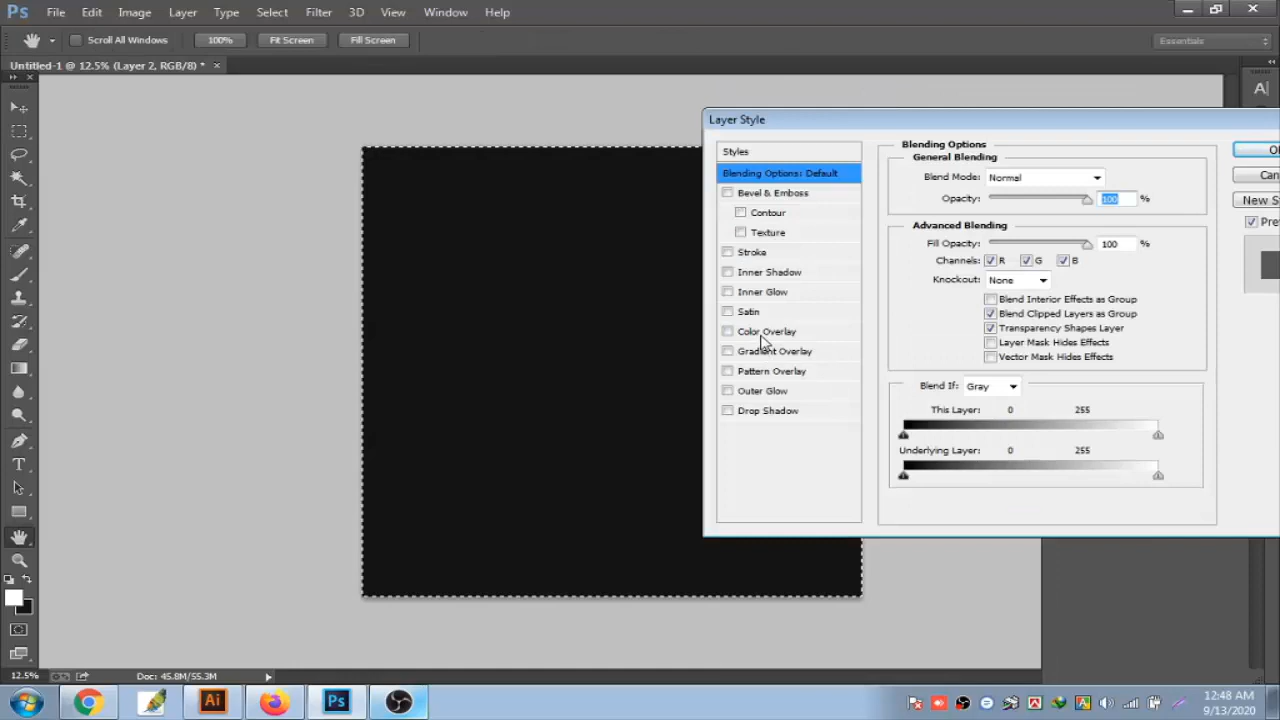 Ps File Edit Image Layer Type Select Filter 3D View Window Help
Scroll All Windows 100% Fit Screen Fill Screen Essentials
Untitled-1 @ 12.5% (Layer 2, RGB/8) * ×
Layer Style
Styles
Blending Options: Default
Bevel & Emboss
Contour
Texture
Stroke
Inner Shadow
Inner Glow
Satin
Color Overlay
Gradient Overlay
Pattern Overlay
Outer Glow
Drop Shadow
Blending Options
General Blending
Blend Mode: Normal
Opacity: 100 %
Advanced Blending
Fill Opacity: 100 %
Channels: R G B
Knockout: None
Blend Interior Effects as Group
Blend Clipped Layers as Group
Transparency Shapes Layer
Layer Mask Hides Effects
Vector Mask Hides Effects
Blend If: Gray
This Layer: 0 255
Underlying Layer: 0 255
New S
A
T
12.5% Doc: 45.8M/55.3M
Ai Ps
12:48 AM
9/13/2020